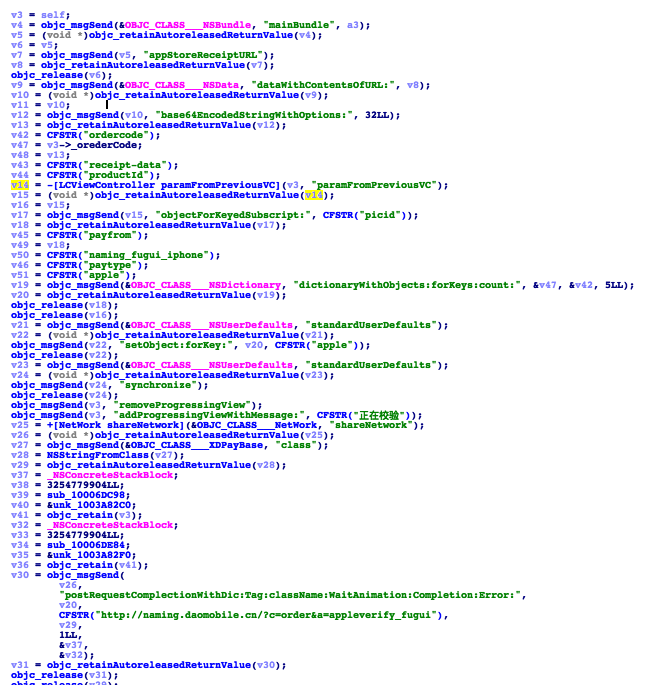 v3 = self;
v4 = objc_msgSend(&OBJC_CLASS___NSBundle, "mainBundle", a3);
v5 = (void *)objc_retainAutoreleasedReturnValue(v4);
v6 = v5;
v7 = objc_msgSend(v5, "appStoreReceiptURL");
v8 = objc_retainAutoreleasedReturnValue(v7);
objc_release(v6);
v9 = objc_msgSend(&OBJC_CLASS___NSData, "dataWithContentsOfURL:", v8);
v10 = (void *)objc_retainAutoreleasedReturnValue(v9);
v11 = v10;
v12 = objc_msgSend(v10, "base64EncodedStringWithOptions:", 32LL);
v13 = objc_retainAutoreleasedReturnValue(v12);
v42 = CFSTR("ordercode");
v47 = v3->_orederCode;
v48 = v13;
v43 = CFSTR("receipt-data");
v44 = CFSTR("productId");
v14 = -[LCViewController paramFromPreviousVC](v3, "paramFromPreviousVC");
v15 = (void *)objc_retainAutoreleasedReturnValue(v14);
v16 = v15;
v17 = objc_msgSend(v15, "objectForKeyedSubscript:", CFSTR("picid"));
v18 = objc_retainAutoreleasedReturnValue(v17);
v45 = CFSTR("payfrom");
v49 = v18;
v50 = CFSTR("naming_fugui_iphone");
v46 = CFSTR("paytype");
v51 = CFSTR("apple");
v19 = objc_msgSend(&OBJC_CLASS___NSDictionary, "dictionaryWithObjects:forKeys:count:", &v47, &v42, 5LL);
v20 = objc_retainAutoreleasedReturnValue(v19);
objc_release(v18);
objc_release(v16);
v21 = objc_msgSend(&OBJC_CLASS___NSUserDefaults, "standardUserDefaults");
v22 = (void *)objc_retainAutoreleasedReturnValue(v21);
objc_msgSend(v22, "setObject:forKey:", v20, CFSTR("apple"));
objc_release(v22);
v23 = objc_msgSend(&OBJC_CLASS___NSUserDefaults, "standardUserDefaults");
v24 = (void *)objc_retainAutoreleasedReturnValue(v23);
objc_msgSend(v24, "synchronize");
objc_release(v24);
objc_msgSend(v3, "removeProgressingView");
objc_msgSend(v3, "addProgressingViewWithMessage:", CFSTR("正在校验"));
v25 = +[NetWork shareNetwork](&OBJC_CLASS___NetWork, "shareNetwork");
v26 = (void *)objc_retainAutoreleasedReturnValue(v25);
v27 = objc_msgSend(&OBJC_CLASS___XDPayBase, "class");
v28 = NSStringFromClass(v27);
v29 = objc_retainAutoreleasedReturnValue(v28);
v37 = _NSConcreteStackBlock;
v38 = 3254779904LL;
v39 = sub_10006DC98;
v40 = &unk_1003A82C0;
v41 = objc_retain(v3);
v32 = _NSConcreteStackBlock;
v33 = 3254779904LL;
v34 = sub_10006DE84;
v35 = &unk_1003A82F0;
v36 = objc_retain(v41);
v30 = objc_msgSend(
v26,
"postRequestComplectionWithDic:Tag:className:WaitAnimation:Completion:Error:",
v20,
CFSTR("http://naming.daomobile.cn/?c=order&a=appleverify_fugui"),
v29,
1LL,
&v37,
&v32);
v31 = objc_retainAutoreleasedReturnValue(v30);
objc_release(v31);
objc_release(v29);